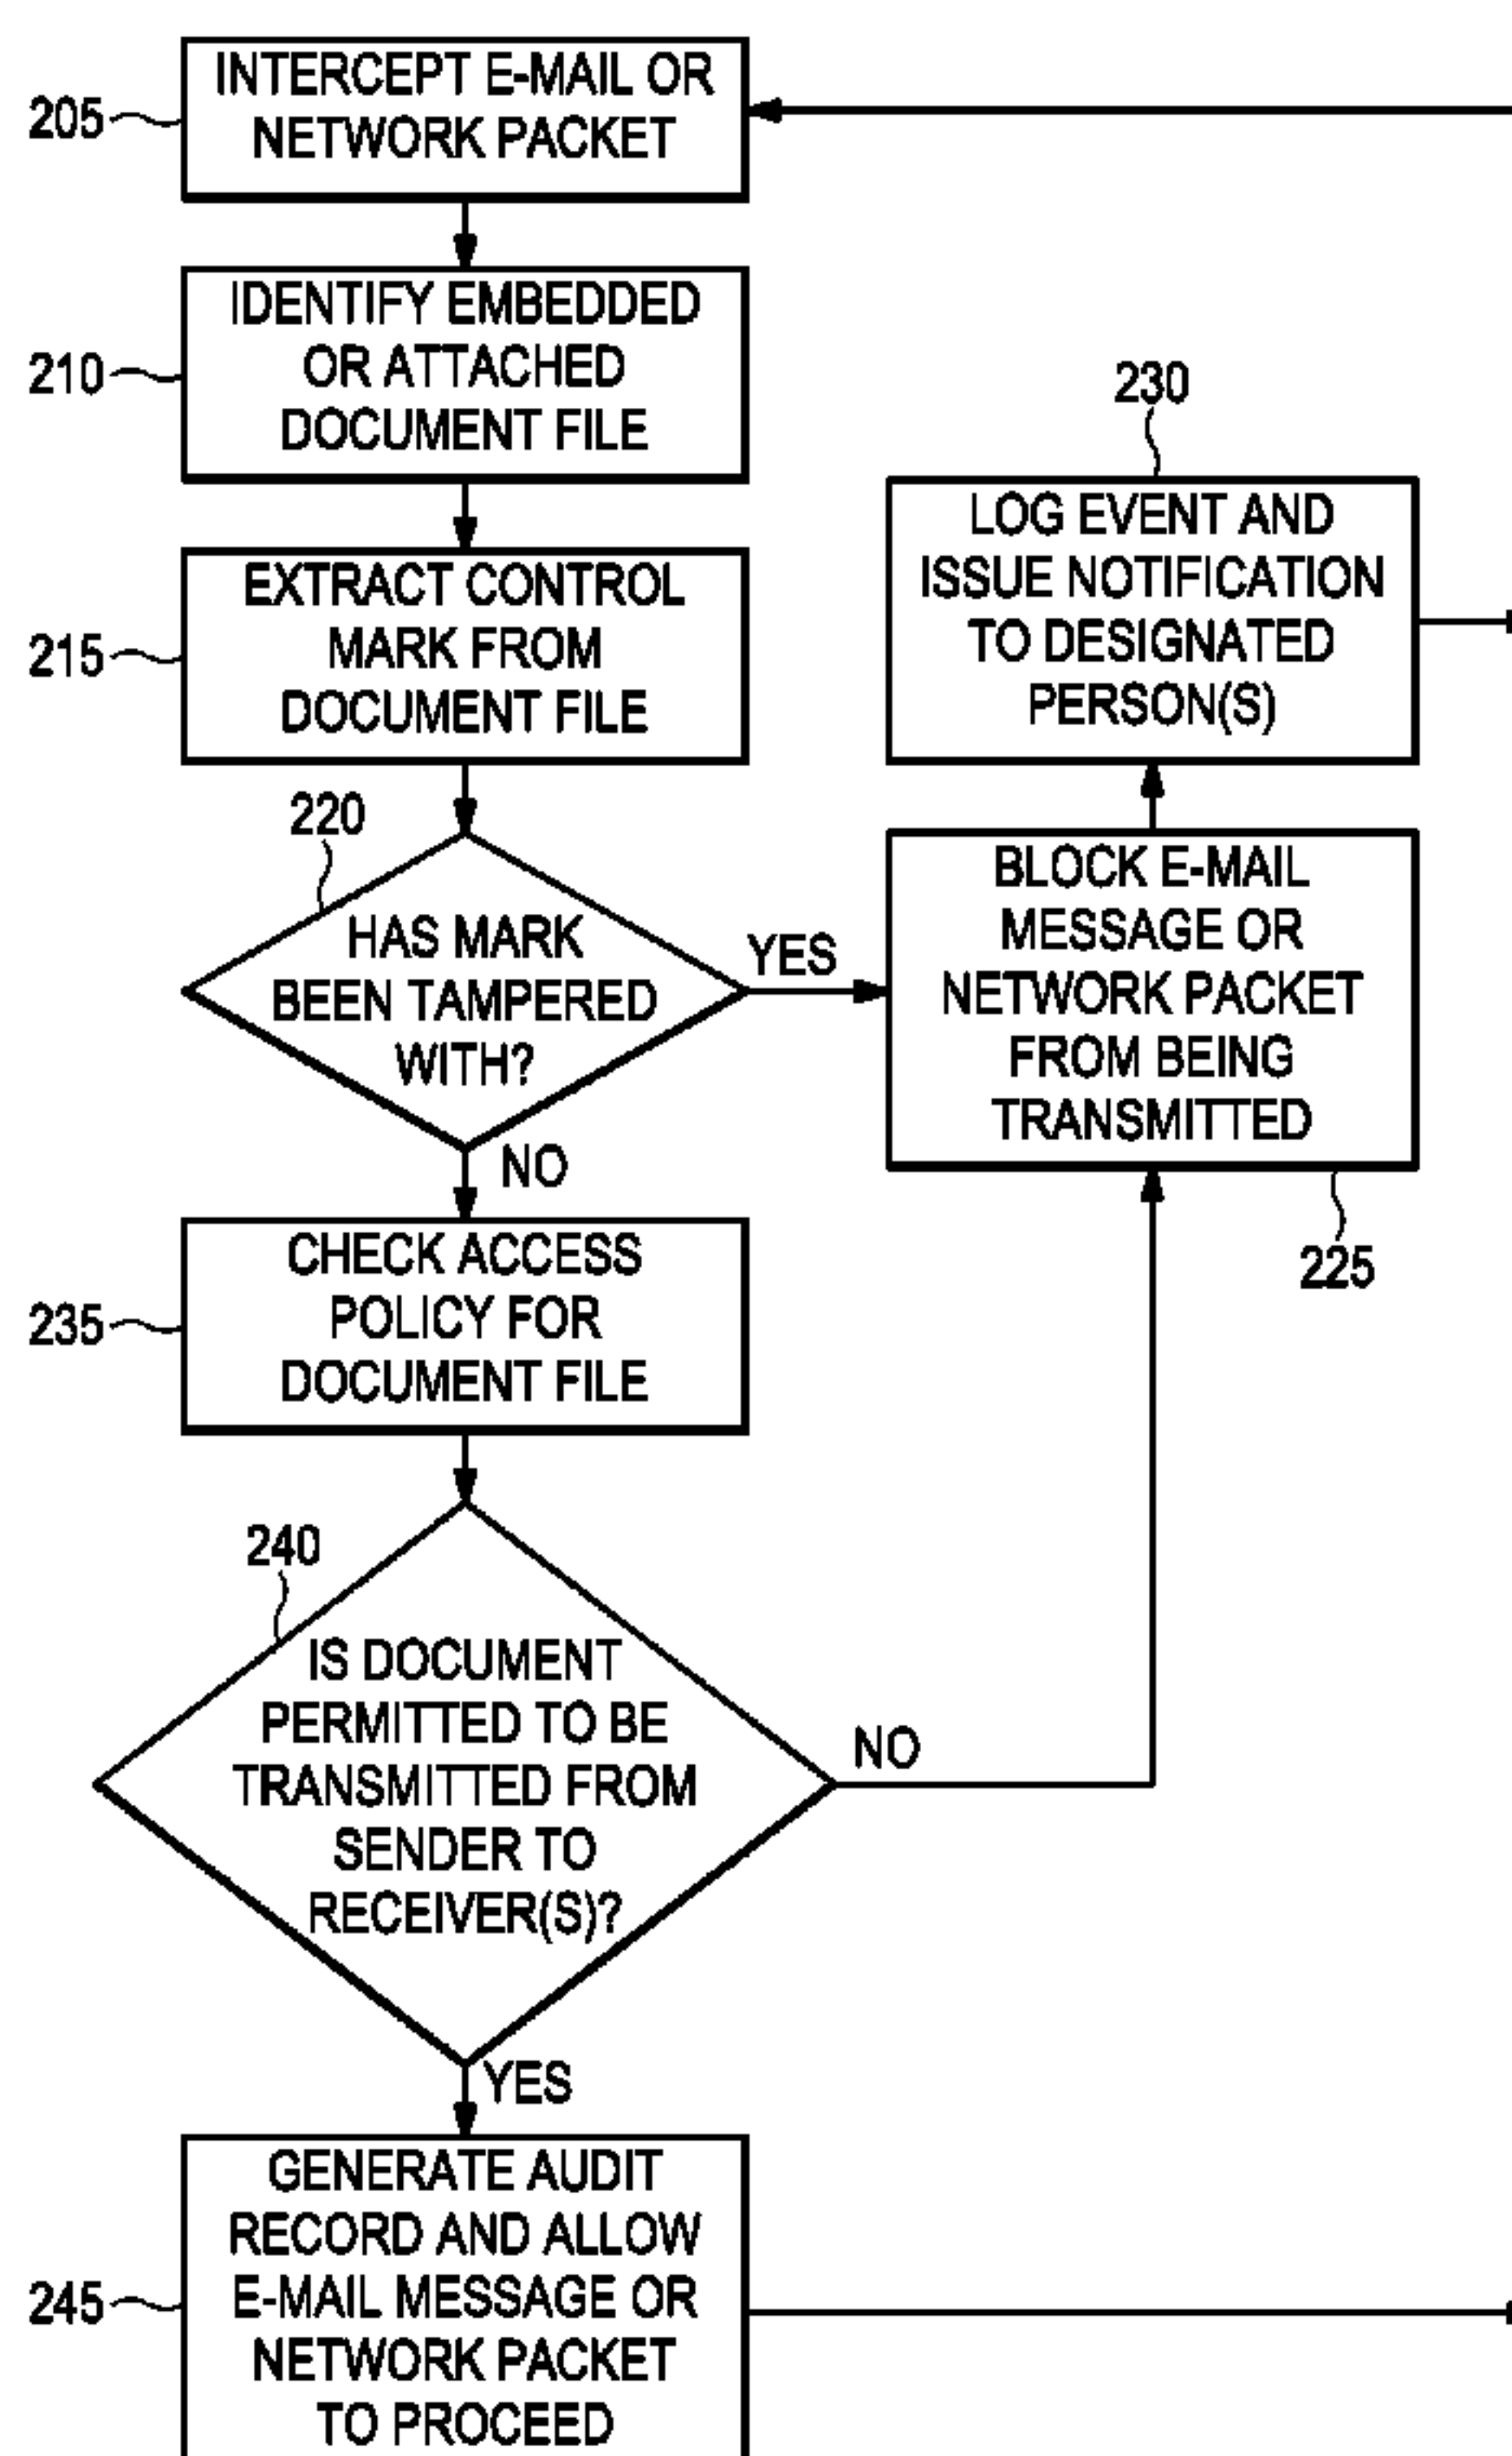 205
INTERCEPT E-MAIL OR
NETWORK PACKET
210
IDENTIFY EMBEDDED
OR ATTACHED
DOCUMENT FILE
215
EXTRACT CONTROL
MARK FROM
DOCUMENT FILE
220
HAS MARK
BEEN TAMPERED
WITH?
YES
NO
230
LOG EVENT AND
ISSUE NOTIFICATION
TO DESIGNATED
PERSON(S)
BLOCK E-MAIL
MESSAGE OR
NETWORK PACKET
FROM BEING
TRANSMITTED
225
235
CHECK ACCESS
POLICY FOR
DOCUMENT FILE
240
IS DOCUMENT
PERMITTED TO BE
TRANSMITTED FROM
SENDER TO
RECEIVER(S)?
NO
YES
245
GENERATE AUDIT
RECORD AND ALLOW
E-MAIL MESSAGE OR
NETWORK PACKET
TO PROCEED